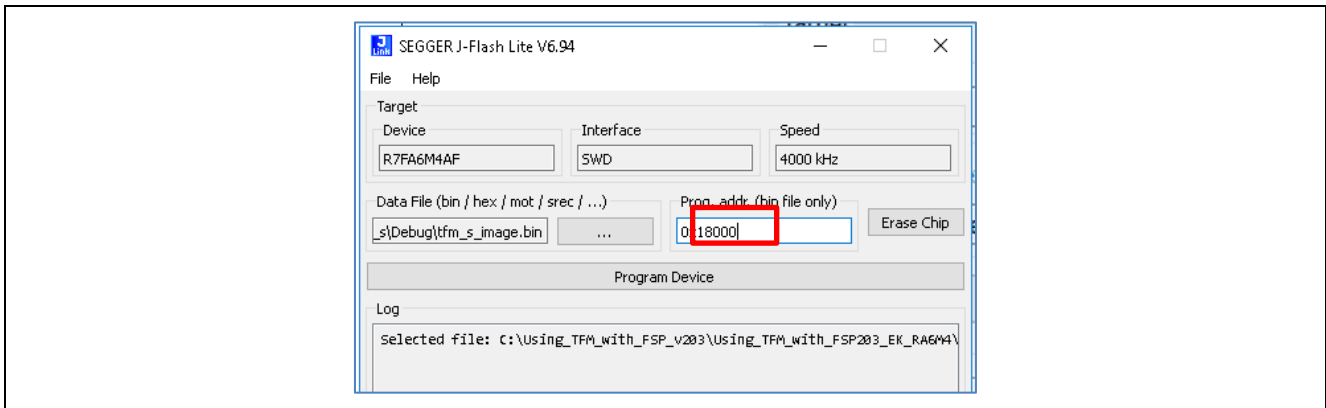 SEGGER J-Flash Lite V6.94
File Help
Target
Device Interface Speed
R7FA6M4AF SWD 4000 kHz
Data File (bin / hex / mot / srec / ...) Prog. addr. (bin file only)
_s\Debug\tfm_s_image.bin ... 0x18000 Erase Chip
Program Device
Log
Selected file: C:\Using_TFM_with_FSP_v203\Using_TFM_with_FSP203_EK_RA6M4\